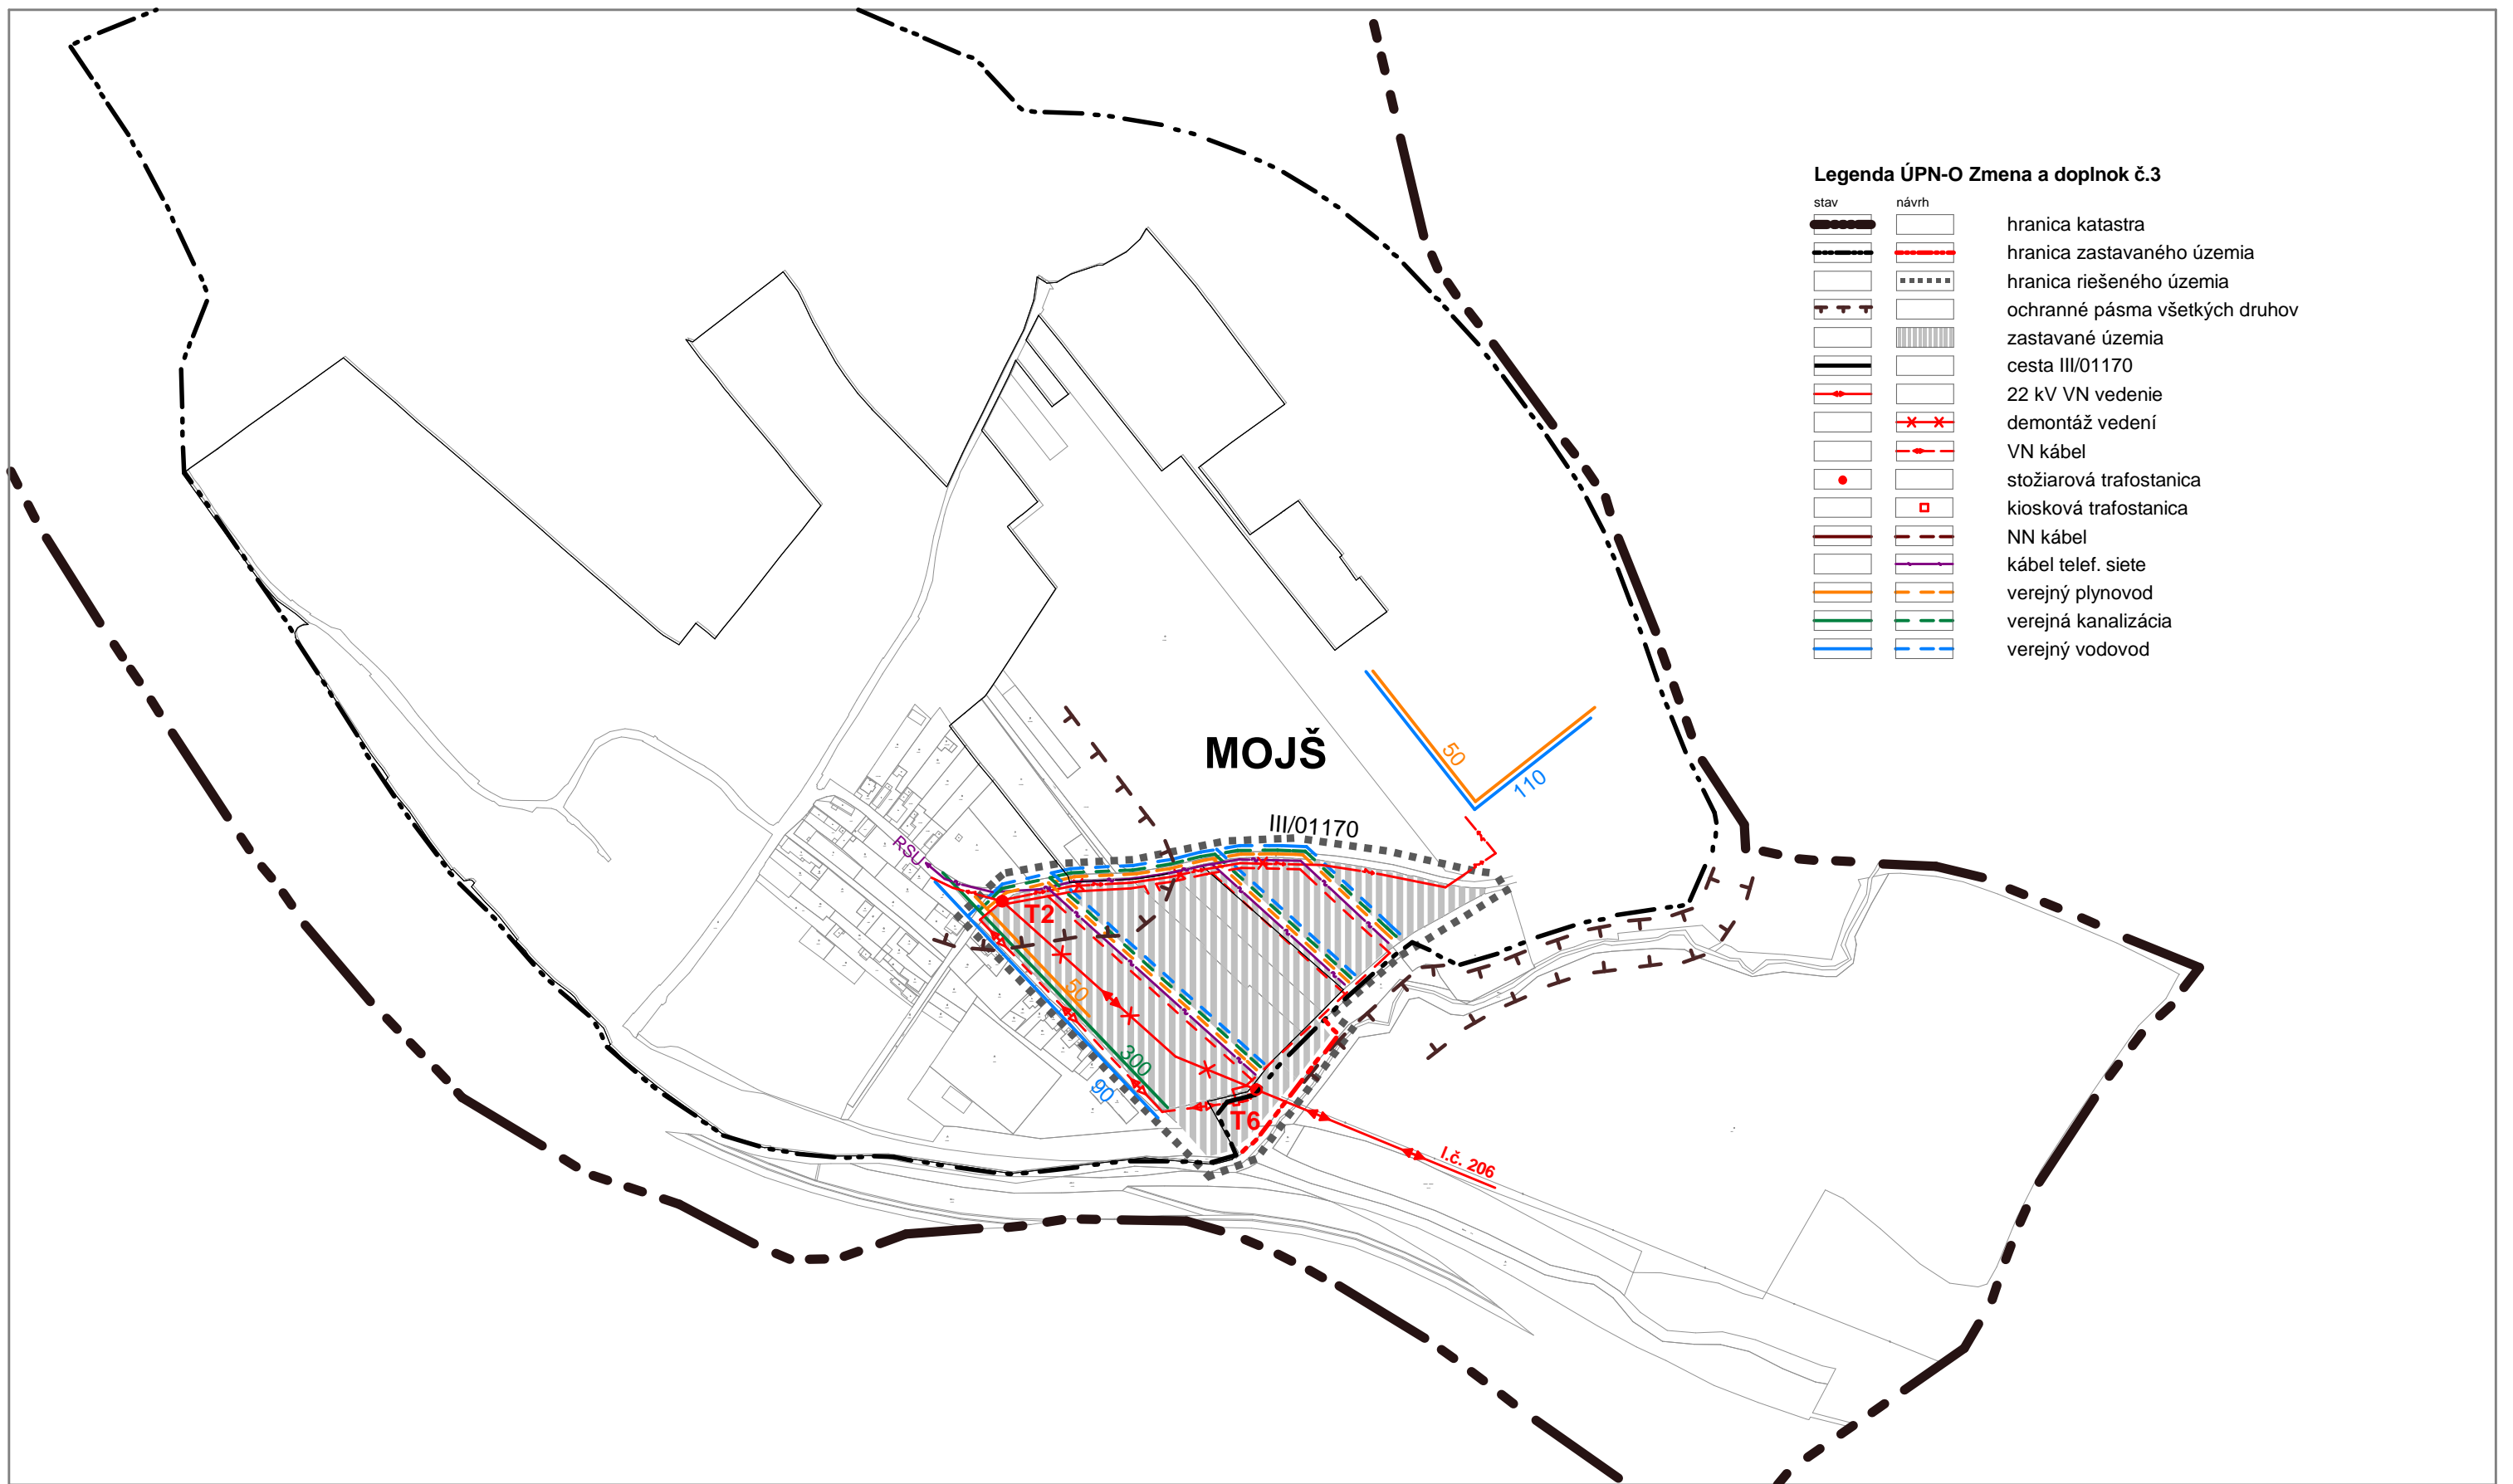 Legenda ÚPN-O Zmena a doplnok č.3
stav návrh
hranica katastra
hranica zastavaného územia
hranica riešeného územia
ochranné pásma všetkých druhov
zastavané územia
cesta III/01170
22 kV VN vedenie
demontáž vedení
VN kábel
stožiarová trafostanica
kiosková trafostanica
NN kábel
kábel telef. siete
verejný plynovod
verejná kanalizácia
verejný vodovod
MOJŠ
50
110
III/01170
RSU
T2
50
300
90
T6
l.č. 206